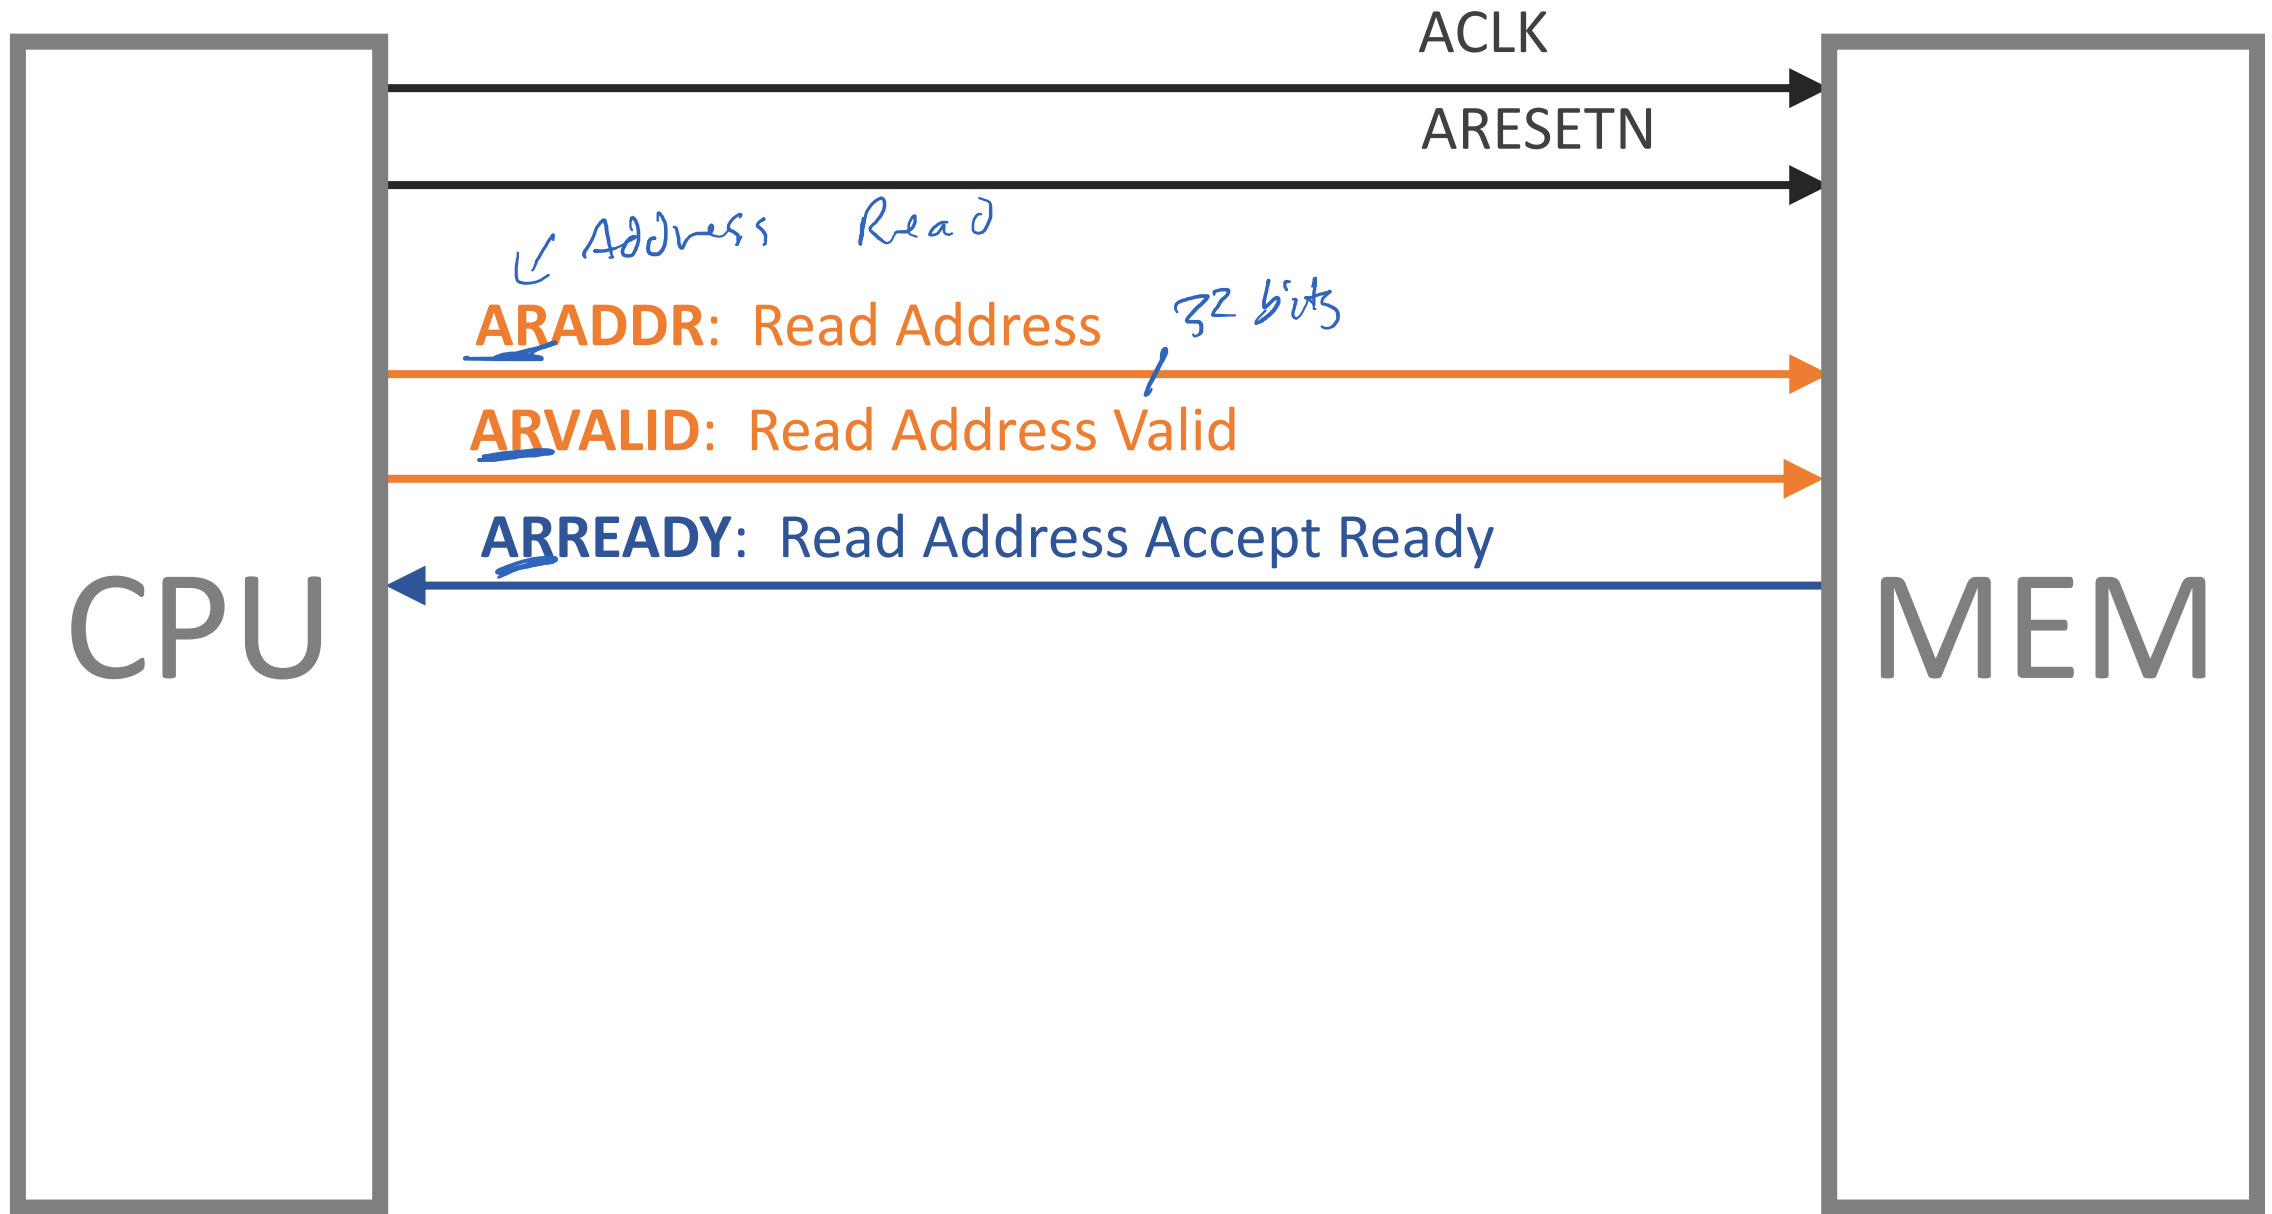 ACLK
ARESETN
Address Read
ARADDR: Read Address
32 bits
ARVALID: Read Address Valid
ARREADY: Read Address Accept Ready
CPU
MEM